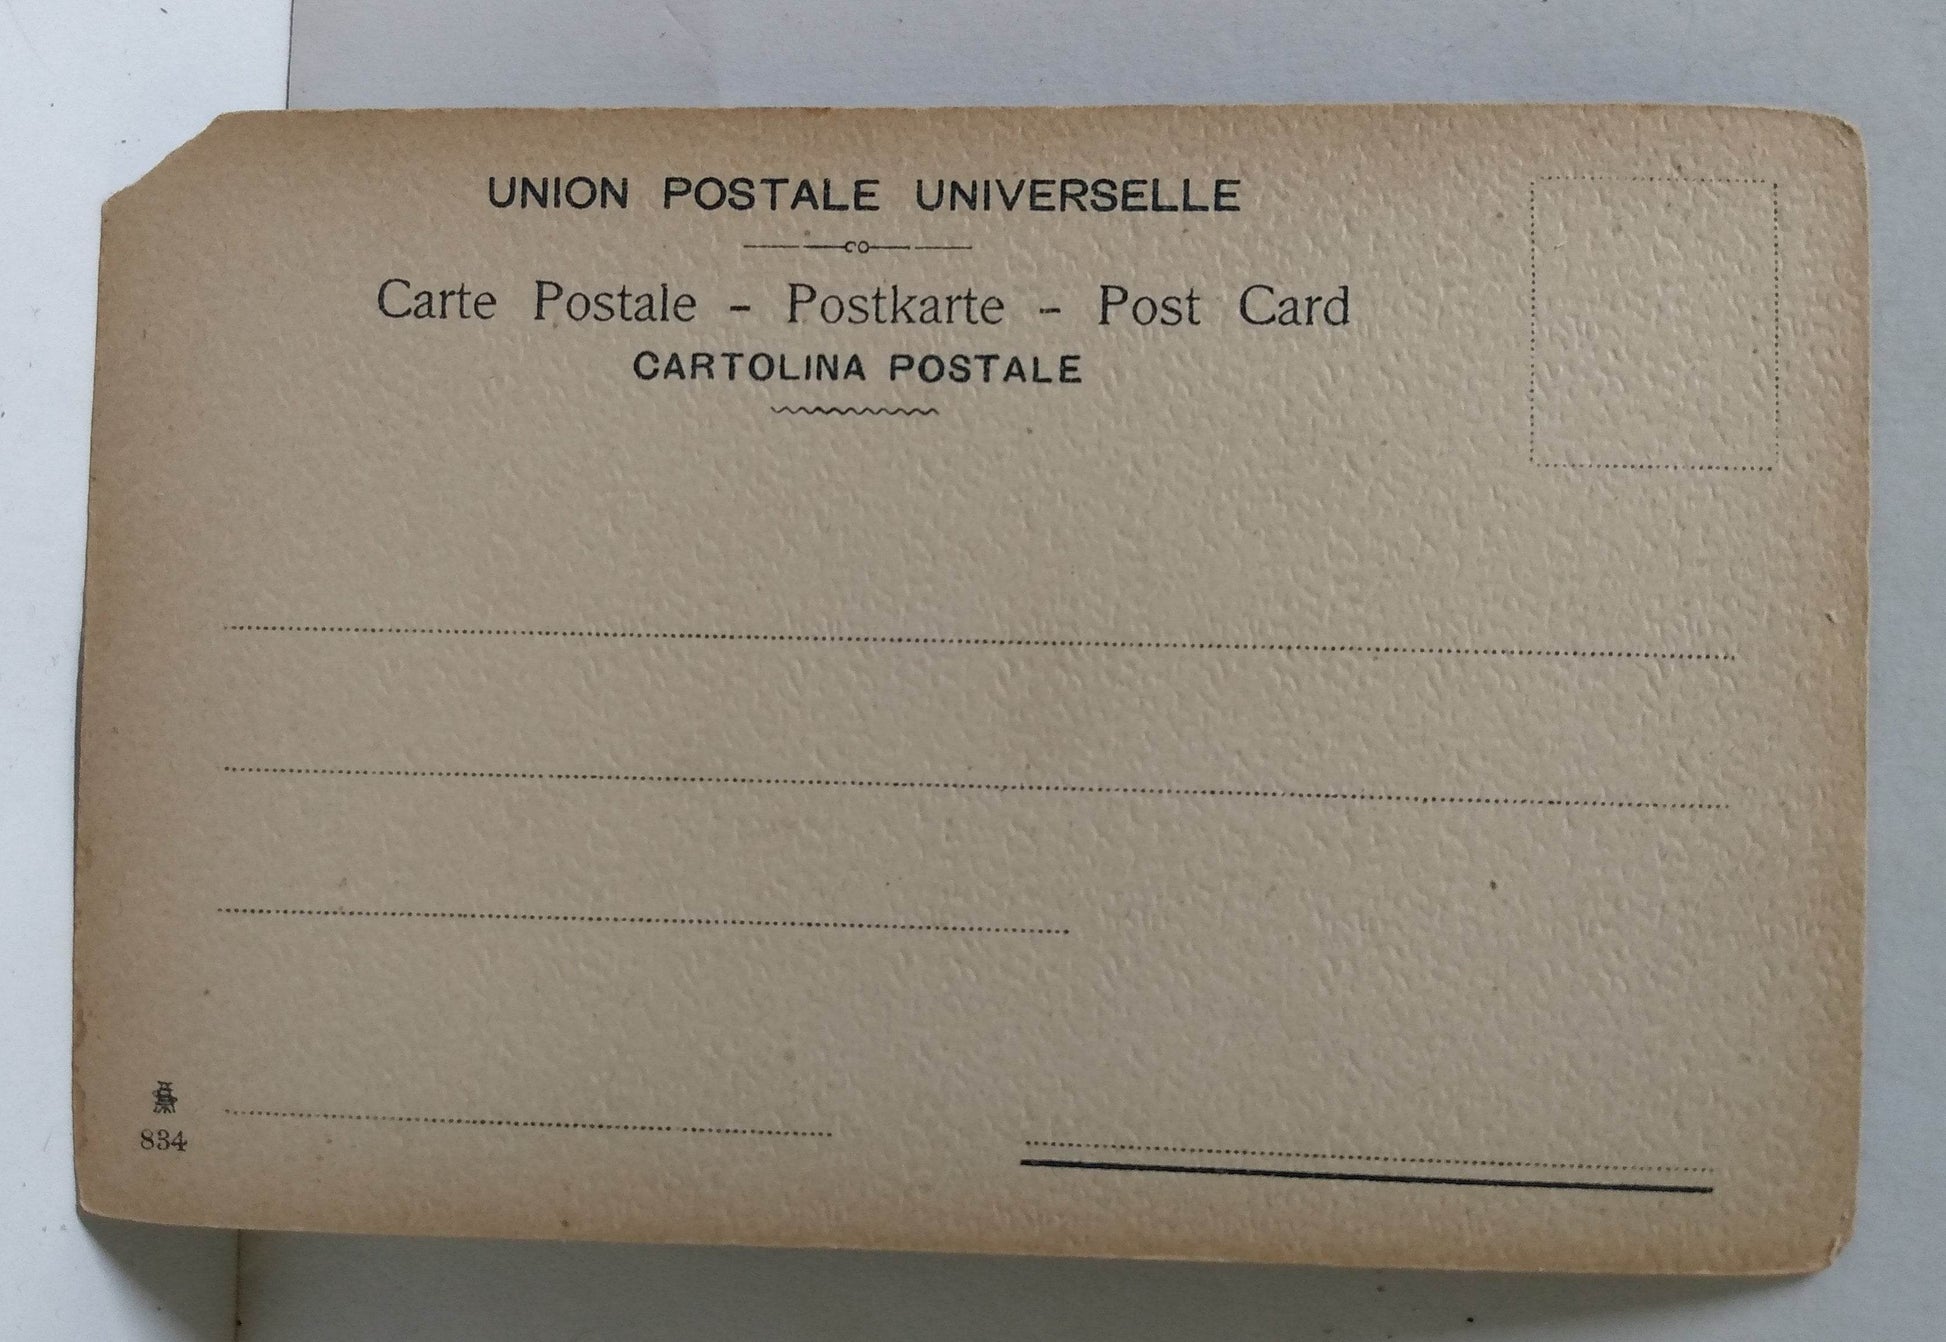 UNION POSTALE UNIVERSELLE
Carte Postale - Postkarte - Post Card
CARTOLINA POSTALE
834